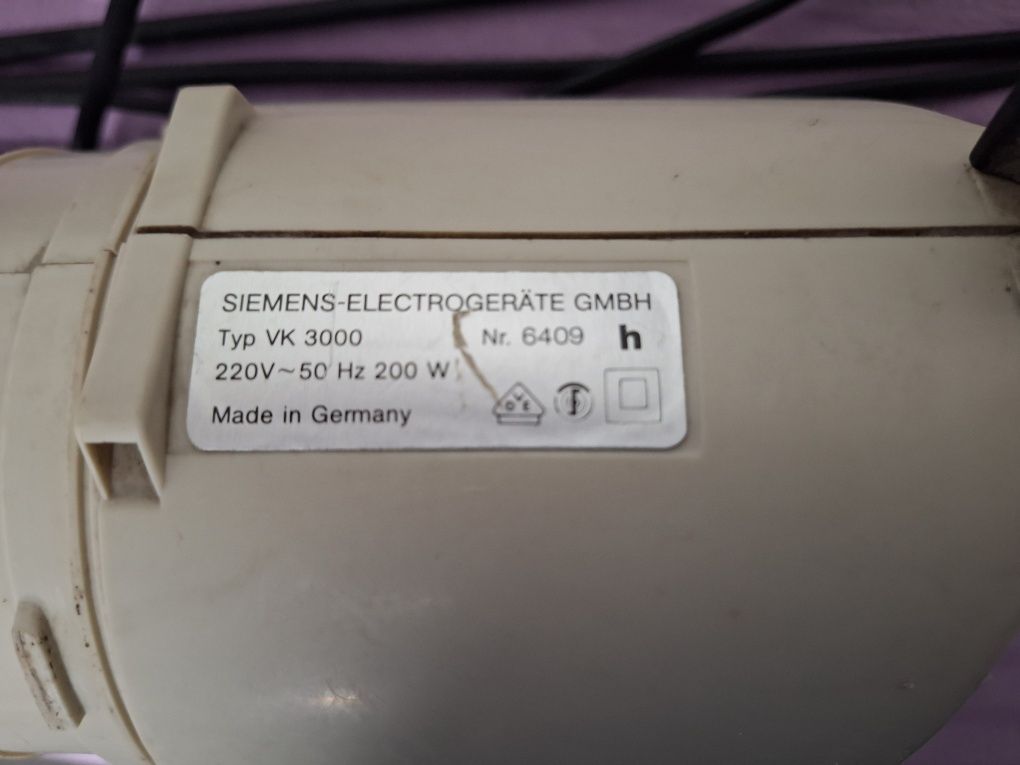 SIEMENS-ELECTROGERÄTE GMBH
Typ VK 3000 Nr. 6409 h
220V~50 Hz 200 W
Made in Germany
D V E